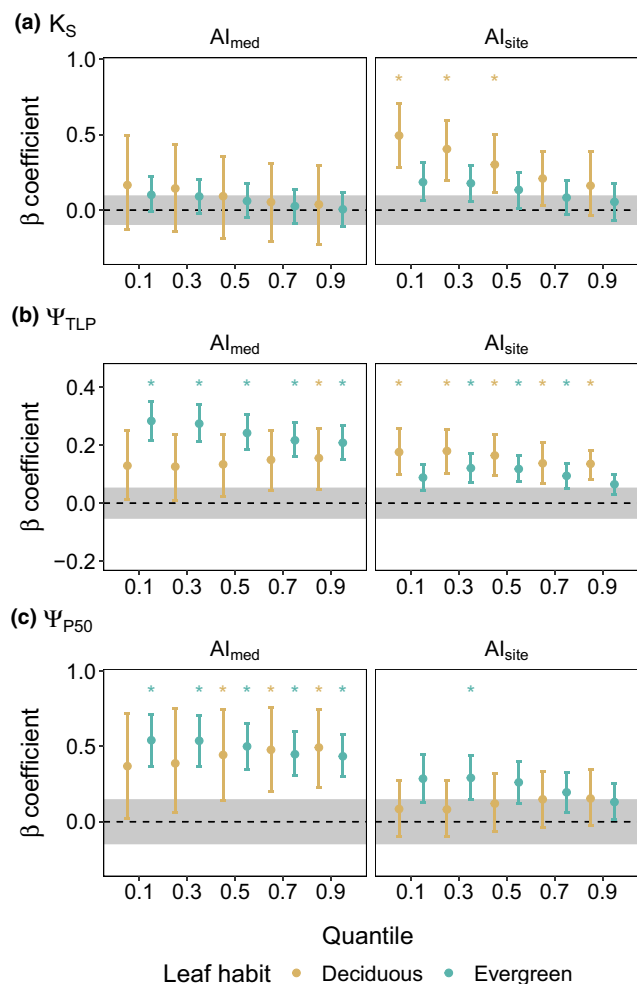 (a) K_S
AI_med AI_site
1.0
0.5
0.0
β coefficient
* * *
0.1 0.3 0.5 0.7 0.9 0.1 0.3 0.5 0.7 0.9
(b) Ψ_TLP
AI_med AI_site
0.4
0.2
0.0
−0.2
β coefficient
* * * * * * * * * * * * * *
0.1 0.3 0.5 0.7 0.9 0.1 0.3 0.5 0.7 0.9
(c) Ψ_P50
AI_med AI_site
1.0
0.5
0.0
β coefficient
* * * * * * * * *
0.1 0.3 0.5 0.7 0.9 0.1 0.3 0.5 0.7 0.9
Quantile
Leaf habit Deciduous Evergreen